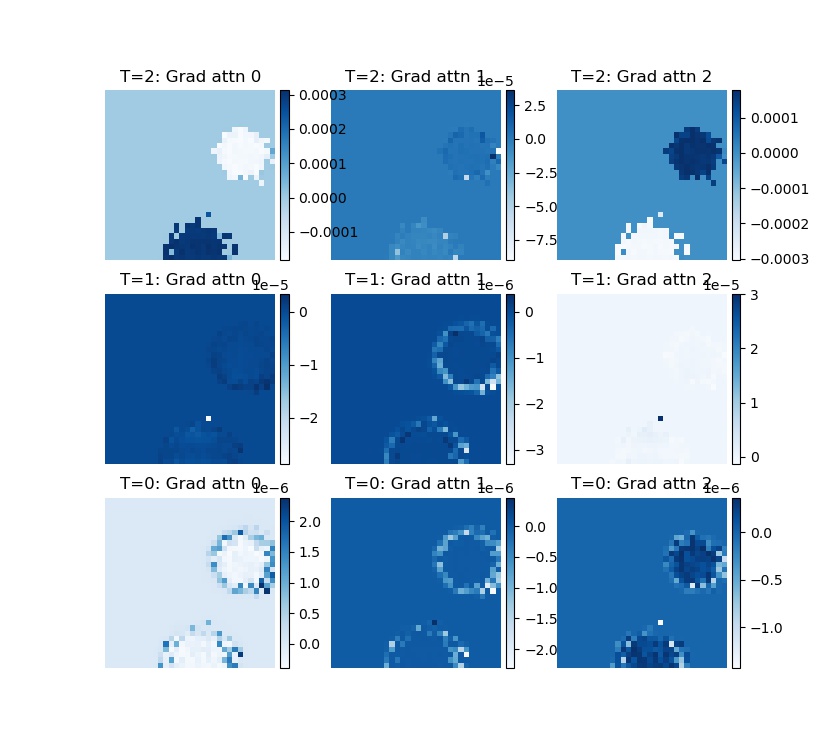 T=2: Grad attn 0
0.0003
0.0002
0.0001
0.0000
−0.0001
T=2: Grad attn 1
1e−5
2.5
0.0
−2.5
−5.0
−7.5
T=2: Grad attn 2
0.0001
0.0000
−0.0001
−0.0002
−0.0003
T=1: Grad attn 0
1e−5
0
−1
−2
T=1: Grad attn 1
1e−6
0
−1
−2
−3
T=1: Grad attn 2
1e−5
3
2
1
0
T=0: Grad attn 0
1e−6
2.0
1.5
1.0
0.5
0.0
T=0: Grad attn 1
1e−6
0.0
−0.5
−1.0
−1.5
−2.0
T=0: Grad attn 2
1e−6
0.0
−0.5
−1.0